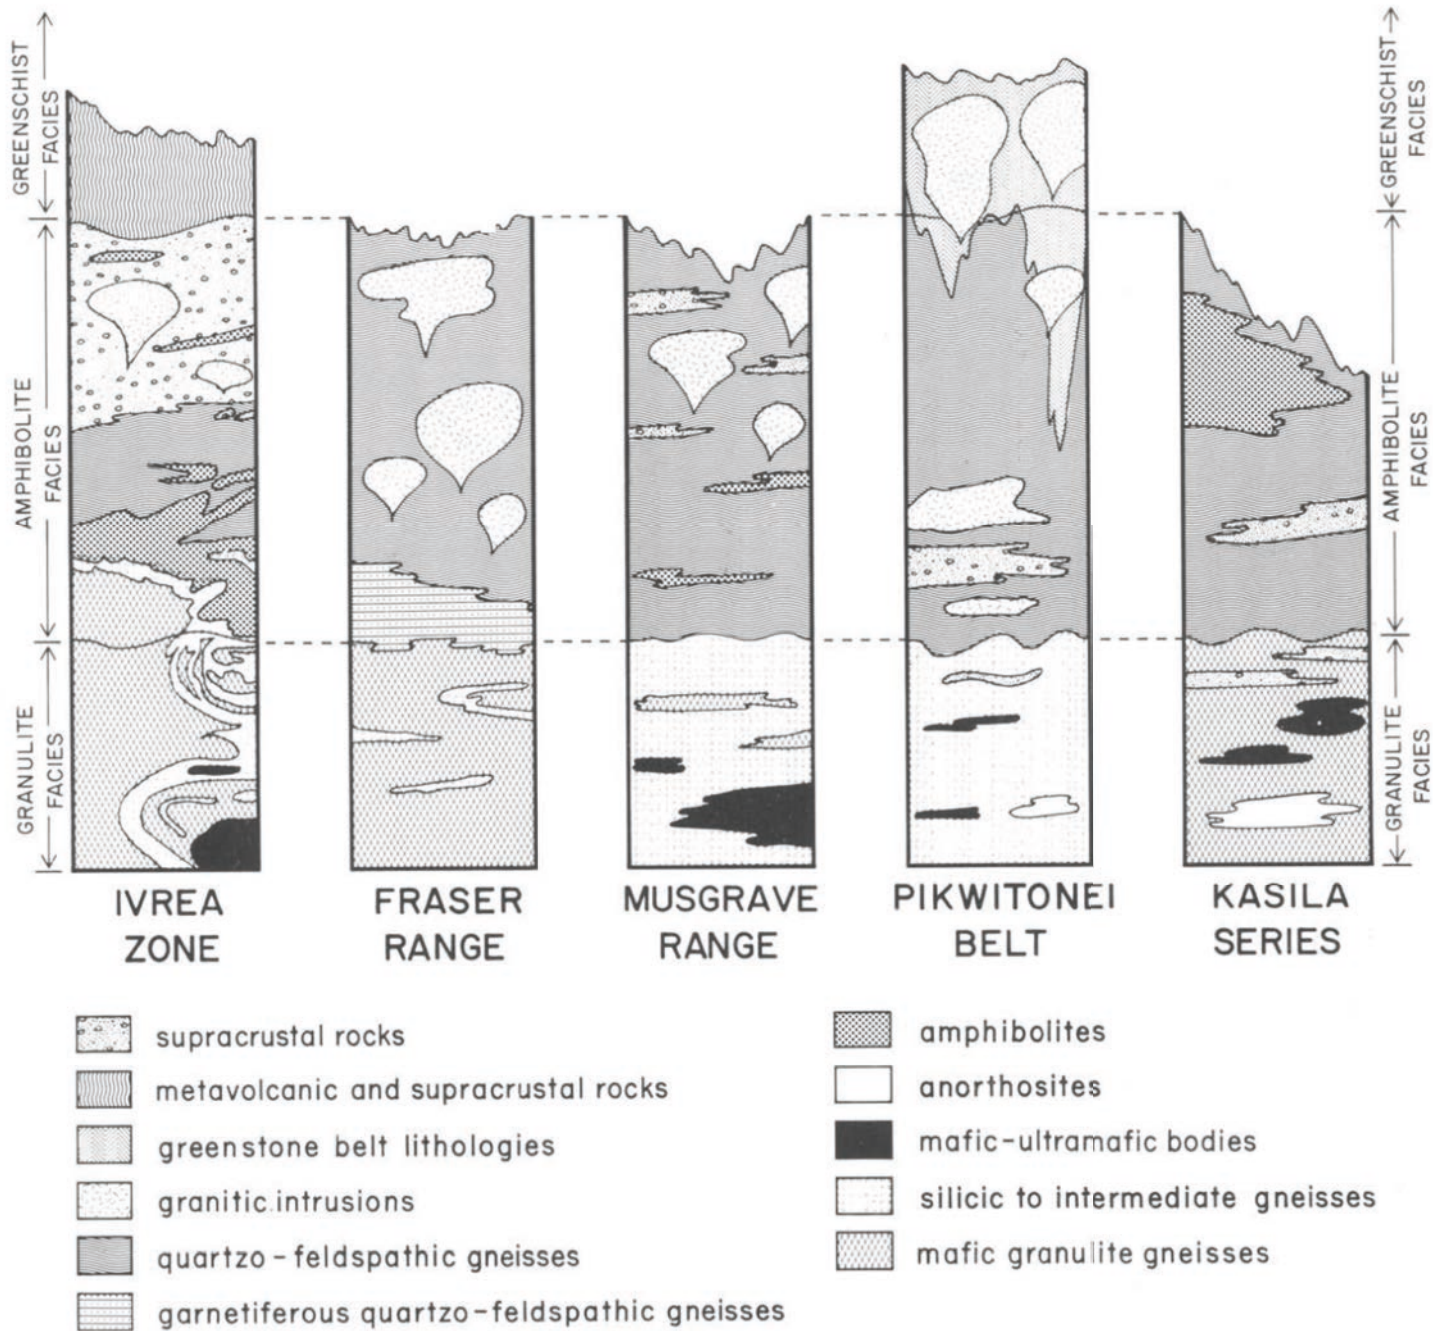 GREENSCHIST
FACIES
AMPHIBOLITE
FACIES
GRANULITE
FACIES
GREENSCHIST
FACIES
AMPHIBOLITE
FACIES
GRANULITE
FACIES
IVREA
ZONE
FRASER
RANGE
MUSGRAVE
RANGE
PIKWITONEI
BELT
KASILA
SERIES
supracrustal rocks
metavolcanic and supracrustal rocks
greenstone belt lithologies
granitic intrusions
quartzo-feldspathic gneisses
garnetiferous quartzo-feldspathic gneisses
amphibolites
anorthosites
mafic-ultramafic bodies
silicic to intermediate gneisses
mafic granulite gneisses